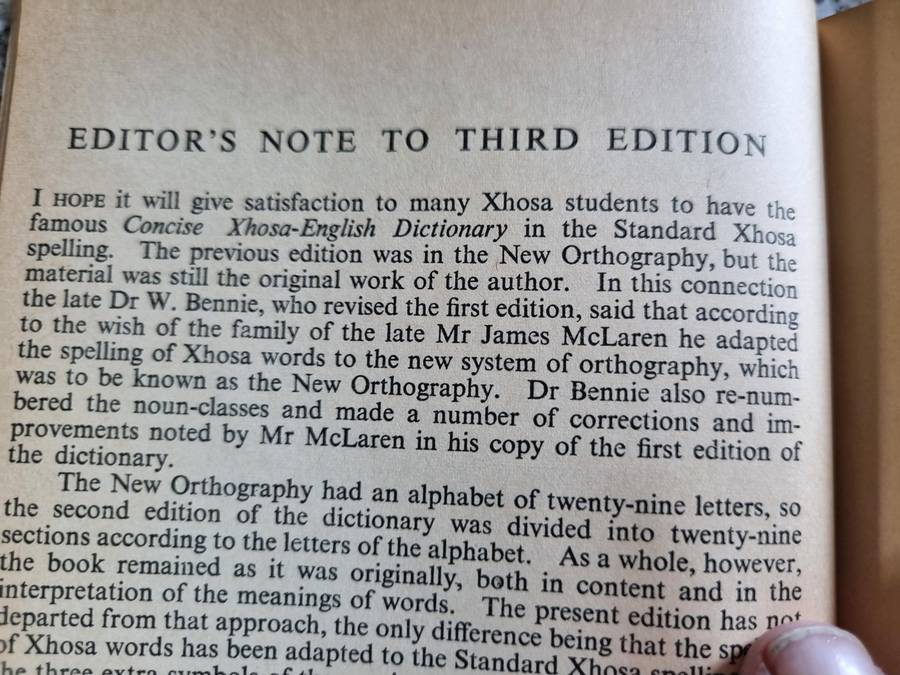 EDITOR'S NOTE TO THIRD EDITION
I HOPE it will give satisfaction to many Xhosa students to have the
famous Concise Xhosa-English Dictionary in the Standard Xhosa
spelling. The previous edition was in the New Orthography, but the
material was still the original work of the author. In this connection
the late Dr W. Bennie, who revised the first edition, said that according
to the wish of the family of the late Mr James McLaren he adapted
the spelling of Xhosa words to the new system of orthography, which
was to be known as the New Orthography. Dr Bennie also re-num-
bered the noun-classes and made a number of corrections and im-
provements noted by Mr McLaren in his copy of the first edition of
the dictionary.
The New Orthography had an alphabet of twenty-nine letters, so
the second edition of the dictionary was divided into twenty-nine
sections according to the letters of the alphabet. As a whole, however,
the book remained as it was originally, both in content and in the
interpretation of the meanings of words. The present edition has not
departed from that approach, the only difference being that the
of Xhosa words has been adapted to the Standard Xhosa
three extra symbols of